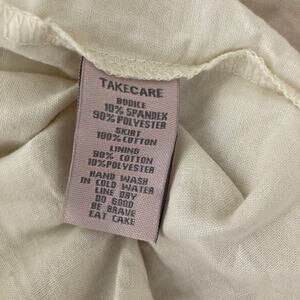 TAKECARE
BODICE
10% SPANDEX
90% POLYESTER
SKIRT
100% COTTON
LINING
90% COTTON
10% POLYESTER
HAND WASH
IN COLD WATER
LINE DRY
DO GOOD
BE BRAVE
EAT CAKE